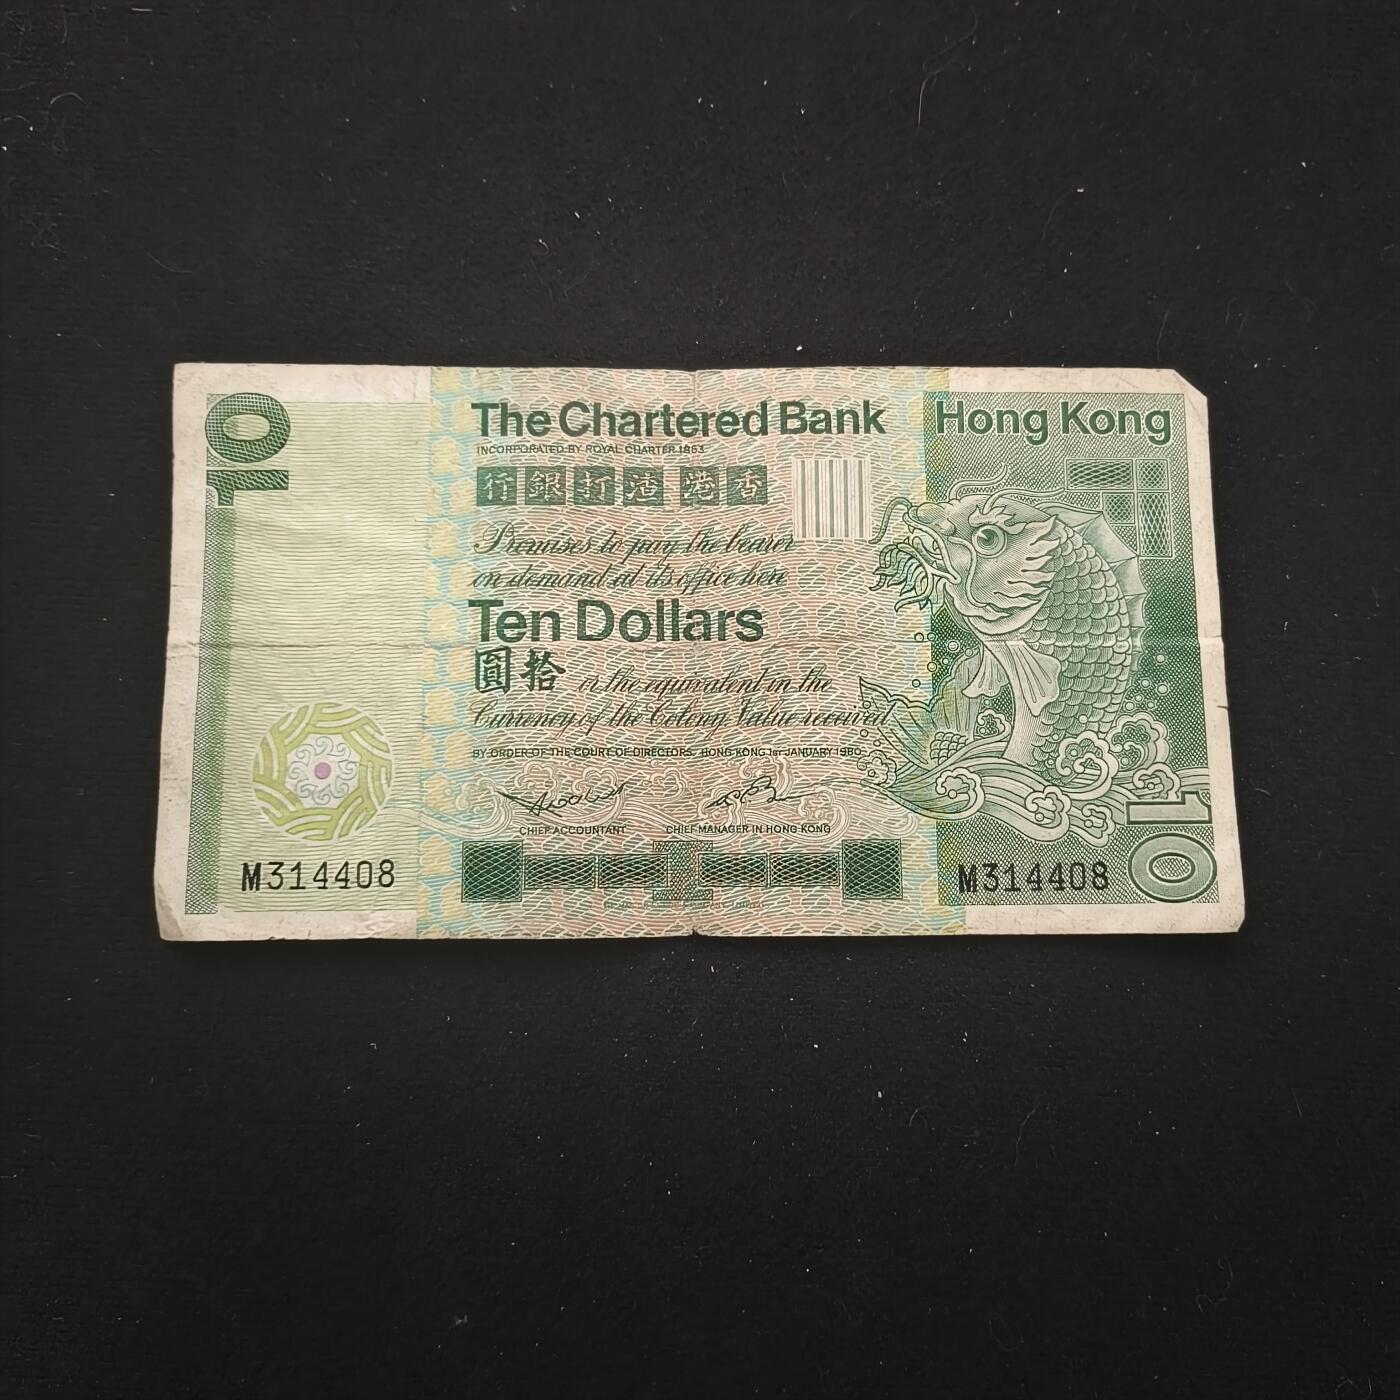 10
The Chartered Bank
Hong Kong
INCORPORATED BY ROYAL CHARTER 1853
行銀打渣港香
Promises to pay the bearer
on demand at its office here
Ten Dollars
圓拾
or the equivalent in the
Currency of the Colony Value received
BY ORDER OF THE COURT OF DIRECTORS. HONG KONG 1ST JANUARY 1980
CHIEF ACCOUNTANT
CHIEF MANAGER IN HONG KONG
M314408
M314408
10